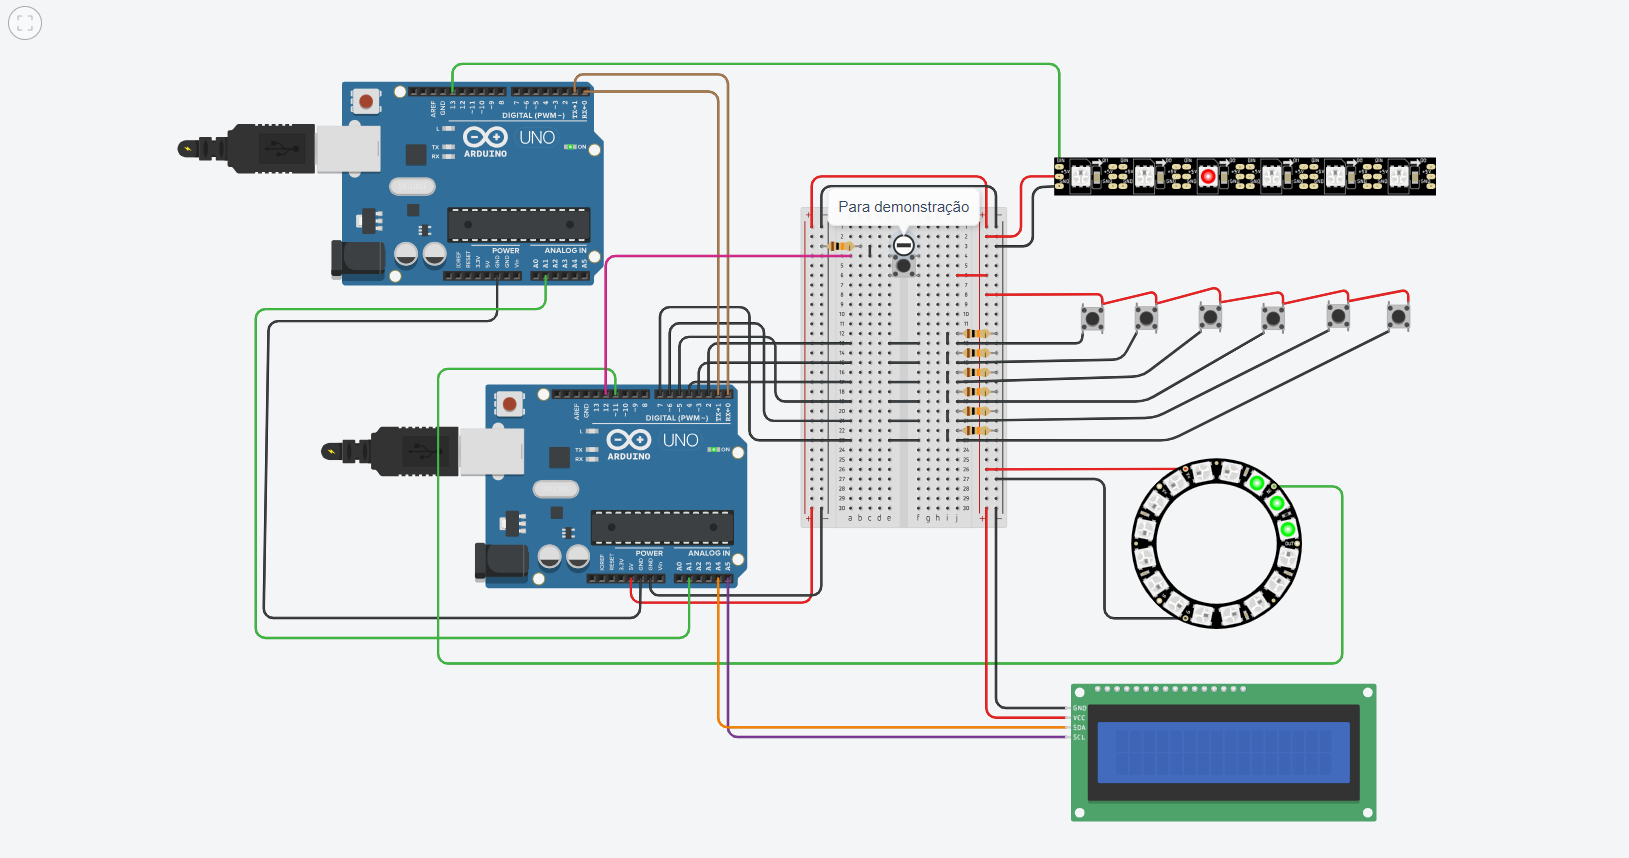 AREF
GND
13
12
~11
~10
~9
8
7
~6
~5
4
~3
2
TX→1
RX←0
DIGITAL (PWM~)
L
TX
RX
UNO
ARDUINO
ON
POWER
ANALOG IN
IOREF
RESET
3.3V
5V
GND
GND
Vin
A0
A1
A2
A3
A4
A5
Para demonstração
AREF
GND
13
12
~11
~10
~9
8
7
~6
~5
4
~3
2
TX→1
RX←0
DIGITAL (PWM~)
L
TX
RX
UNO
ARDUINO
ON
POWER
ANALOG IN
IOREF
RESET
3.3V
5V
GND
GND
Vin
A0
A1
A2
A3
A4
A5
a b c d e
f g h i j
GND
VCC
SDA
SCL